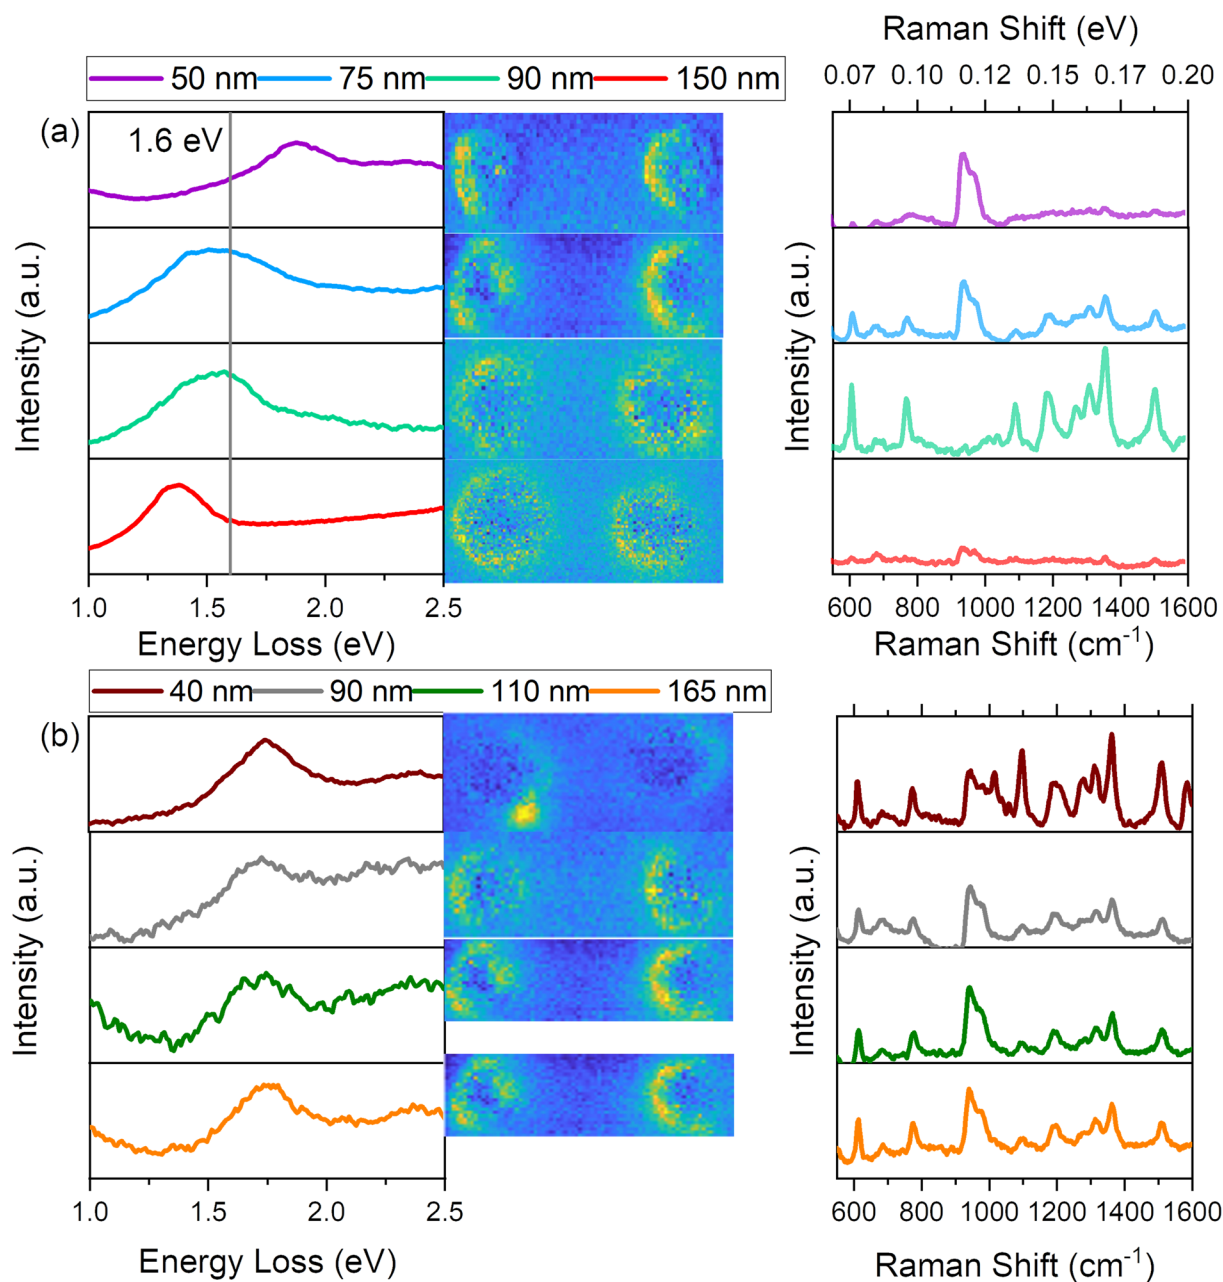 Raman Shift (eV)
0.07 0.10 0.12 0.15 0.17 0.20
50 nm 75 nm 90 nm 150 nm
(a)
1.6 eV
Intensity (a.u.)
Intensity (a.u.)
1.0 1.5 2.0 2.5
Energy Loss (eV)
600 800 1000 1200 1400 1600
Raman Shift (cm⁻¹)
40 nm 90 nm 110 nm 165 nm
(b)
Intensity (a.u.)
Intensity (a.u.)
1.0 1.5 2.0 2.5
Energy Loss (eV)
600 800 1000 1200 1400 1600
Raman Shift (cm⁻¹)